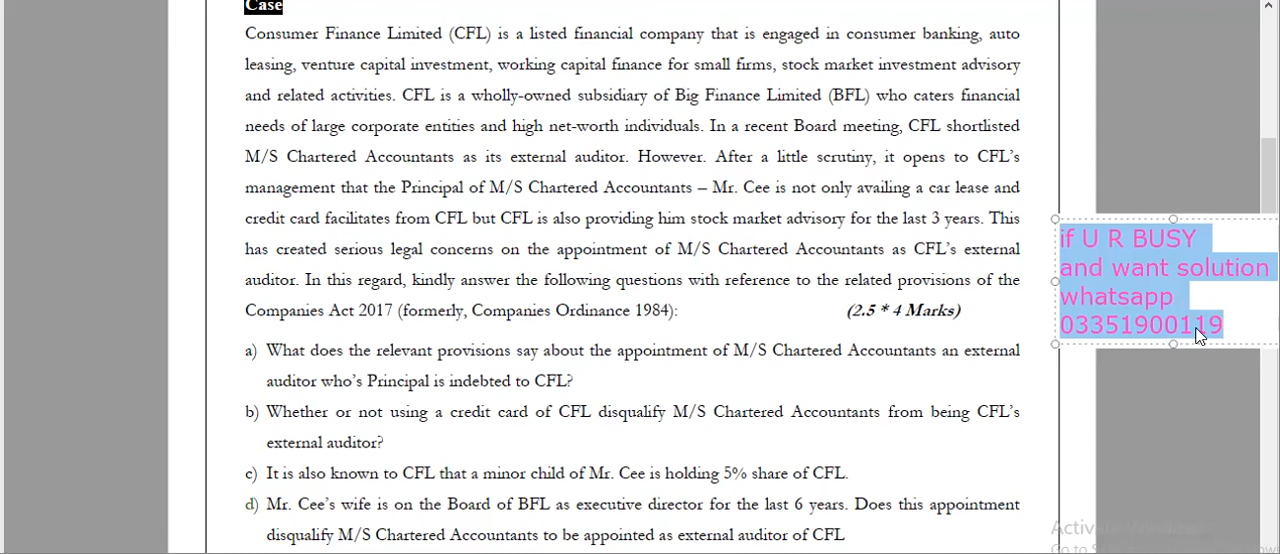 Case
Consumer Finance Limited (CFL) is a listed financial company that is engaged in consumer banking, auto
leasing, venture capital investment, working capital finance for small firms, stock market investment advisory
and related activities. CFL is a wholly-owned subsidiary of Big Finance Limited (BFL) who caters financial
needs of large corporate entities and high net-worth individuals. In a recent Board meeting, CFL shortlisted
M/S Chartered Accountants as its external auditor. However. After a little scrutiny, it opens to CFL's
management that the Principal of M/S Chartered Accountants – Mr. Cee is not only availing a car lease and
credit card facilitates from CFL but CFL is also providing him stock market advisory for the last 3 years. This
has created serious legal concerns on the appointment of M/S Chartered Accountants as CFL's external
auditor. In this regard, kindly answer the following questions with reference to the related provisions of the
Companies Act 2017 (formerly, Companies Ordinance 1984): (2.5 * 4 Marks)
a) What does the relevant provisions say about the appointment of M/S Chartered Accountants an external
auditor who's Principal is indebted to CFL?
b) Whether or not using a credit card of CFL disqualify M/S Chartered Accountants from being CFL's
external auditor?
c) It is also known to CFL that a minor child of Mr. Cee is holding 5% share of CFL.
d) Mr. Cee's wife is on the Board of BFL as executive director for the last 6 years. Does this appointment
disqualify M/S Chartered Accountants to be appointed as external auditor of CFL
if U R BUSY
and want solution
whatsapp
03351900119